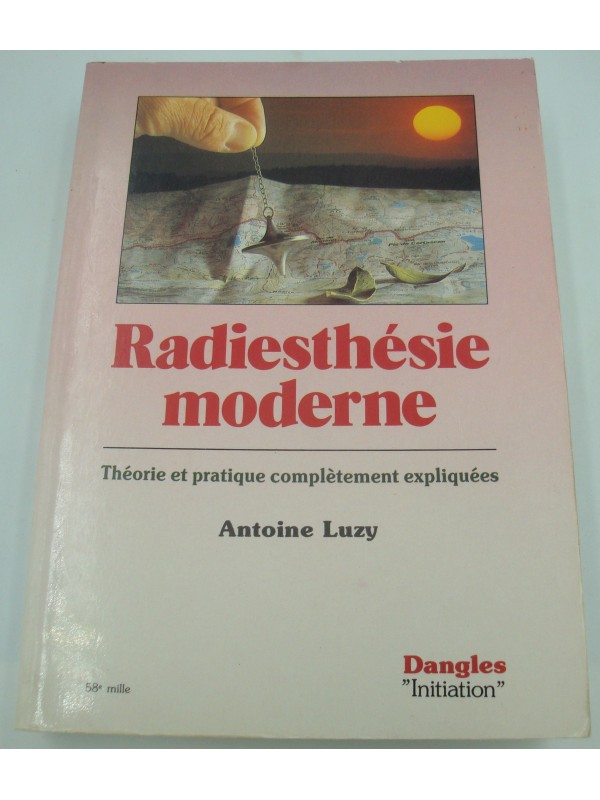 Radiesthésie
moderne
Théorie et pratique complètement expliquées
Antoine Luzy
Dangles
"Initiation"
58e mille